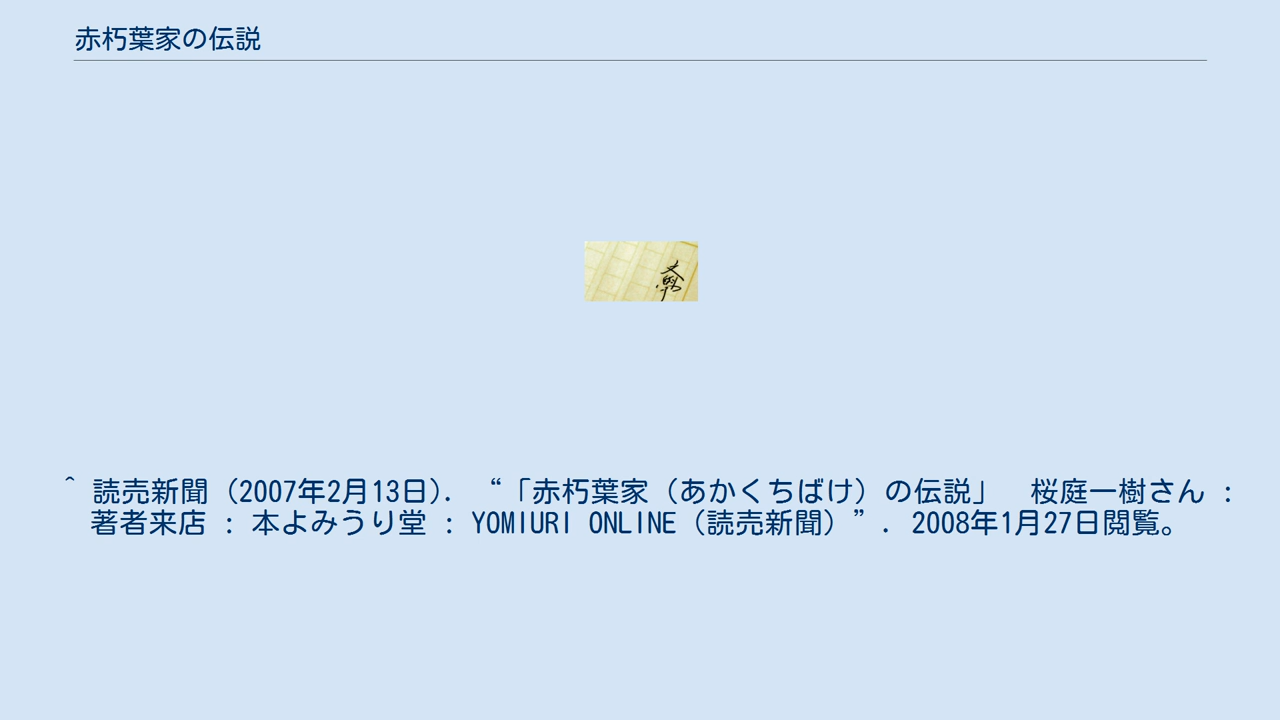 赤朽葉家の伝説
^ 読売新聞 (2007年2月13日). “「赤朽葉家（あかくちばけ）の伝説」　桜庭一樹さん :
著者来店 : 本よみうり堂 : YOMIURI ONLINE（読売新聞）”. 2008年1月27日閲覧。